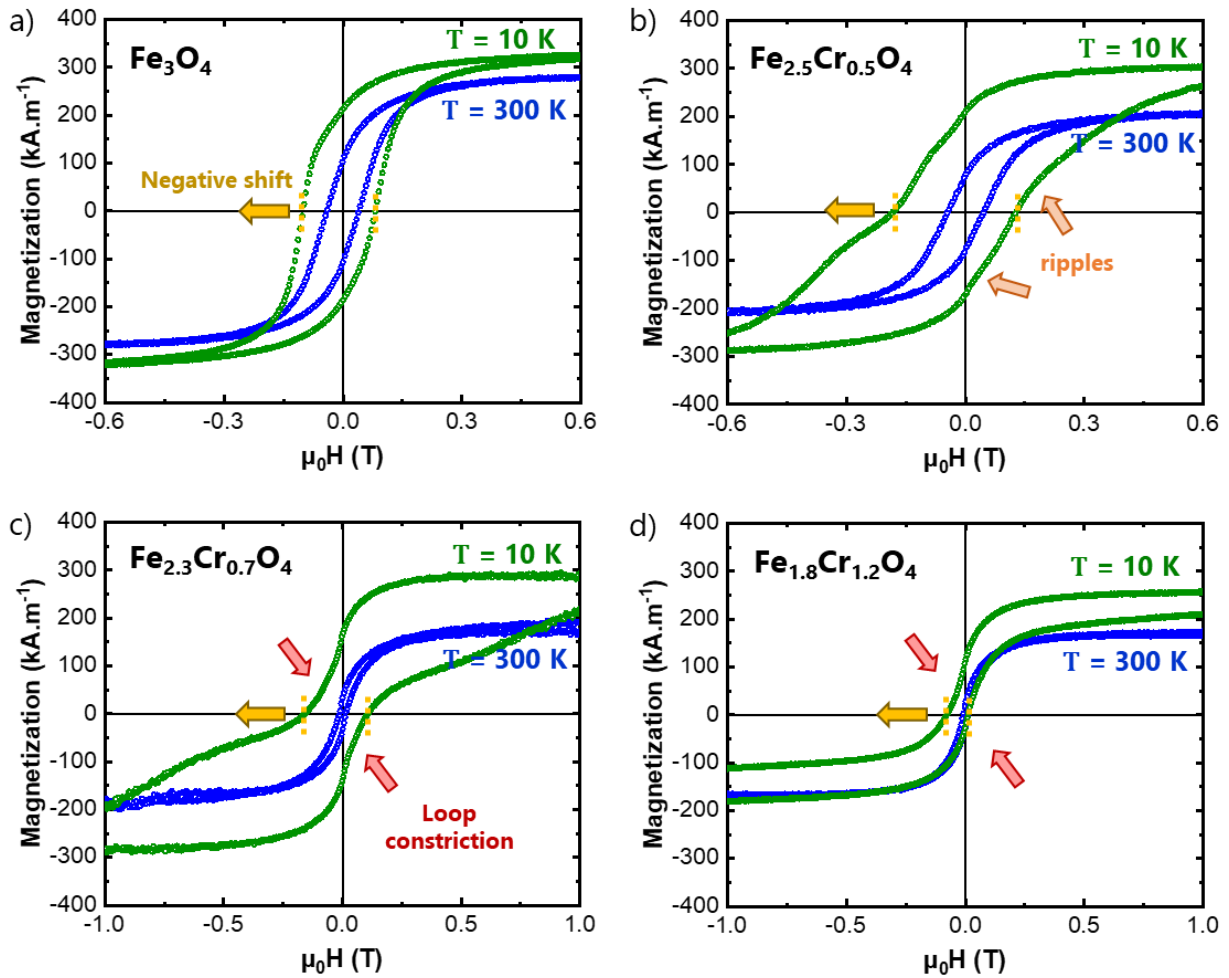 a)
Fe3O4
T = 10 K
T = 300 K
Negative shift
Magnetization (kA.m-1)
400
300
200
100
0
-100
-200
-300
-400
-0.6
-0.3
0.0
0.3
0.6
µ0H (T)
b)
Fe2.5Cr0.5O4
T = 10 K
T = 300 K
ripples
Magnetization (kA.m-1)
400
300
200
100
0
-100
-200
-300
-400
-0.6
-0.3
0.0
0.3
0.6
µ0H (T)
c)
Fe2.3Cr0.7O4
T = 10 K
T = 300 K
Loop
constriction
Magnetization (kA.m-1)
400
300
200
100
0
-100
-200
-300
-400
-1.0
-0.5
0.0
0.5
1.0
µ0H (T)
d)
Fe1.8Cr1.2O4
T = 10 K
T = 300 K
Magnetization (kA.m-1)
400
300
200
100
0
-100
-200
-300
-400
-1.0
-0.5
0.0
0.5
1.0
µ0H (T)